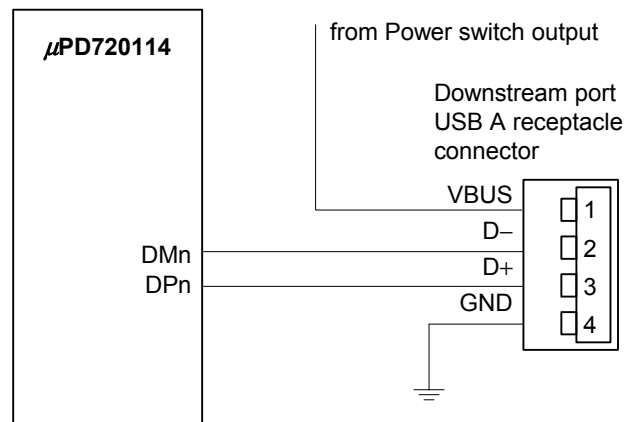 μPD720114
from Power switch output
Downstream port
USB A receptacle
connector
VBUS
1
D−
DMn
2
D+
DPn
3
GND
4